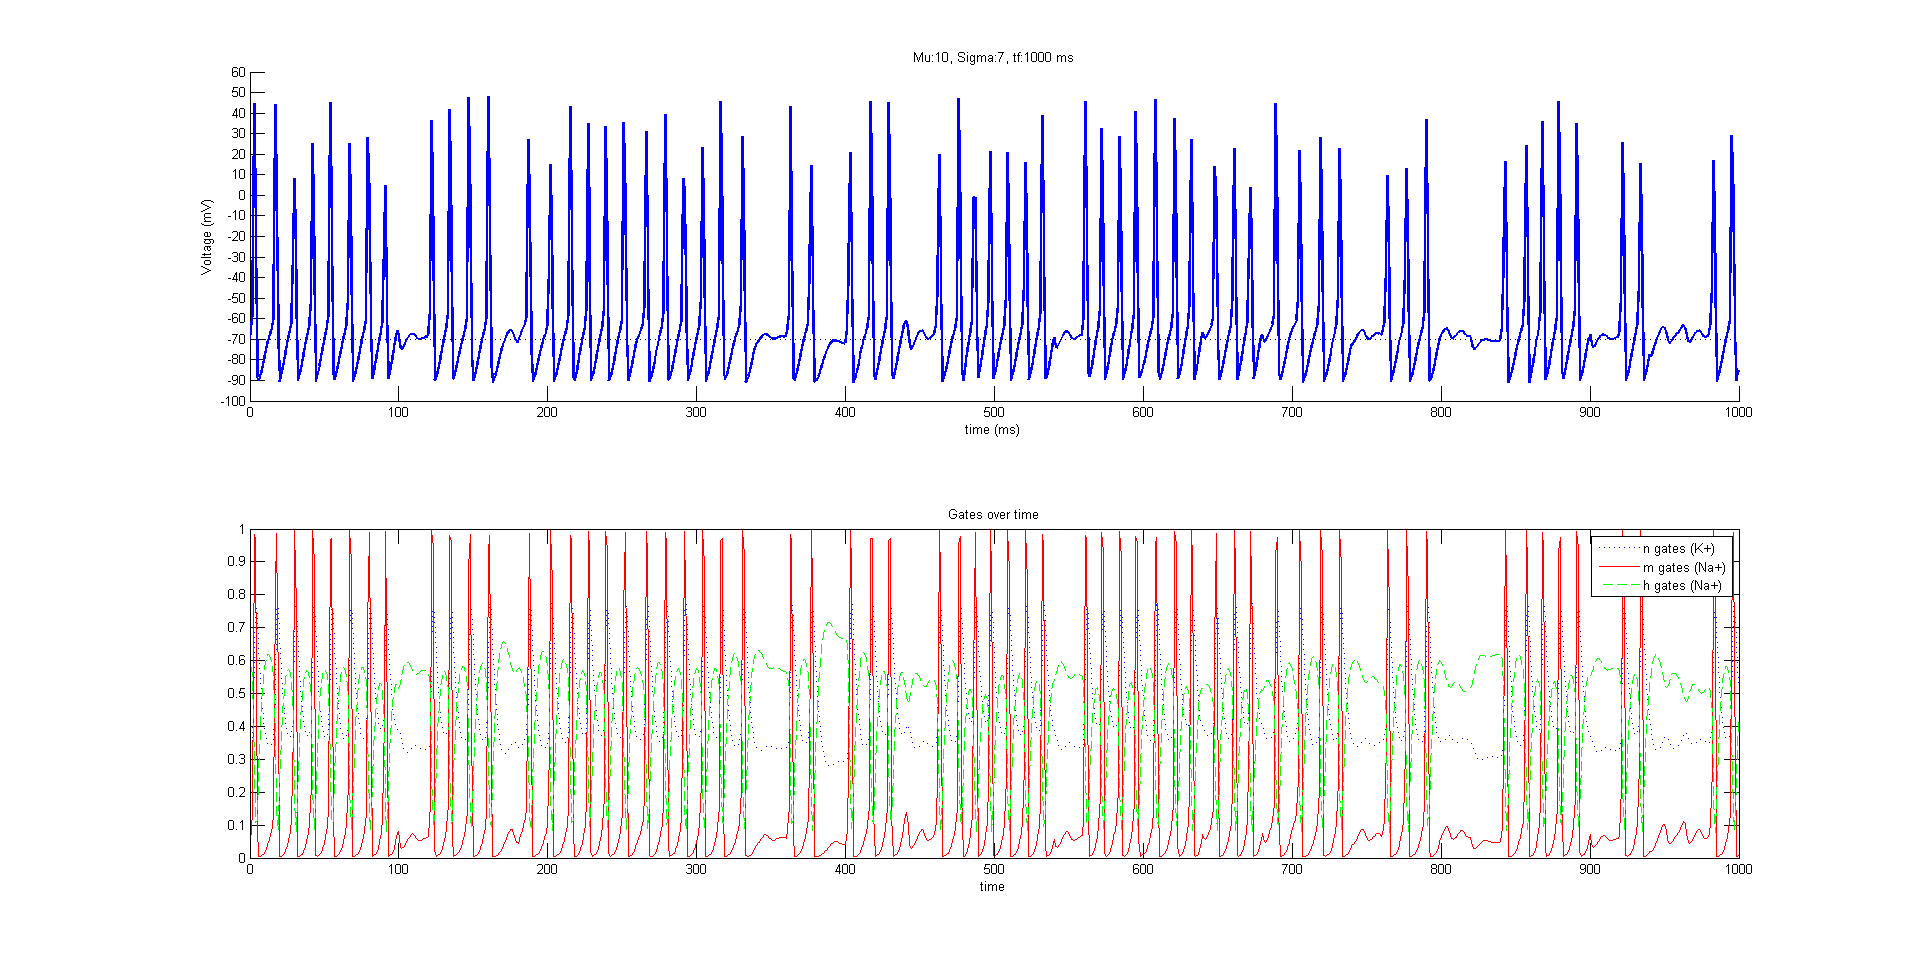 Mu:10, Sigma:7, tf:1000 ms
60
50
40
30
20
10
0
-10
-20
-30
-40
-50
-60
-70
-80
-90
-100
Voltage (mV)
0 100 200 300 400 500 600 700 800 900 1000
time (ms)
Gates over time
1
0.9
0.8
0.7
0.6
0.5
0.4
0.3
0.2
0.1
0
n gates (K+)
m gates (Na+)
h gates (Na+)
0 100 200 300 400 500 600 700 800 900 1000
time